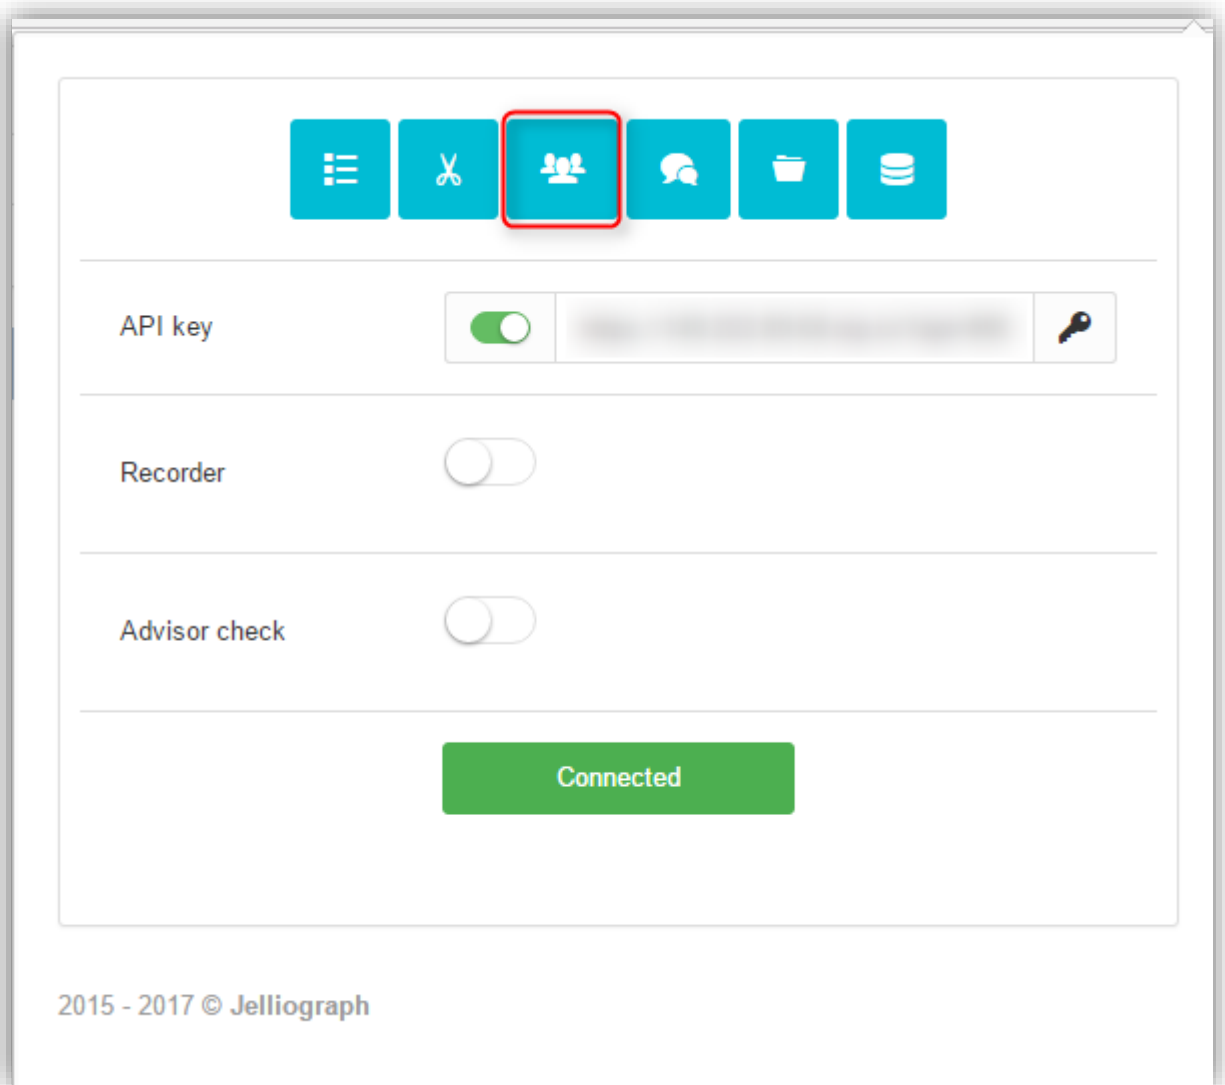 API key
Recorder
Advisor check
Connected
2015 - 2017 © Jelliograph